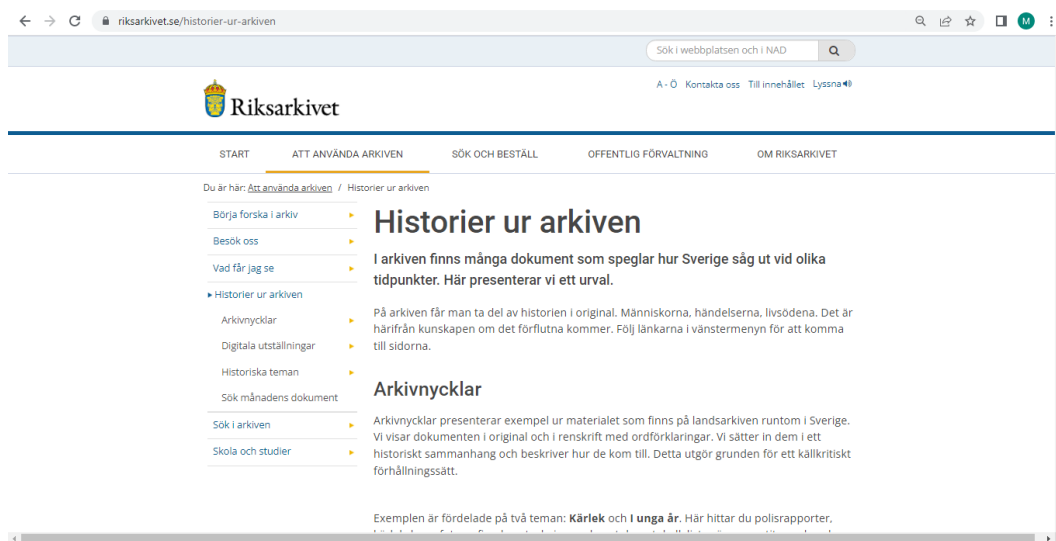 riksarkivet.se/historier-ur-arkiven
M
Sök i webbplatsen och i NAD
A - Ö Kontakta oss Till innehållet Lyssna
Riksarkivet
START ATT ANVÄNDA ARKIVEN SÖK OCH BESTÄLL OFFENTLIG FÖRVALTNING OM RIKSARKIVET
Du är här: Att använda arkiven / Historier ur arkiven
Börja forska i arkiv
Besök oss
Vad får jag se
Historier ur arkiven
Arkivnycklar
Digitala utställningar
Historiska teman
Sök månadens dokument
Sök i arkiven
Skola och studier
Historier ur arkiven
I arkiven finns många dokument som speglar hur Sverige såg ut vid olika
tidpunkter. Här presenterar vi ett urval.
På arkiven får man ta del av historien i original. Människorna, händelserna, livsödena. Det är
härifrån kunskapen om det förflutna kommer. Följ länkarna i vänstermenyn för att komma
till sidorna.
Arkivnycklar
Arkivnycklar presenterar exempel ur materialet som finns på landsarkiven runtom i Sverige.
Vi visar dokumenten i original och i renskrift med ordförklaringar. Vi sätter in dem i ett
historiskt sammanhang och beskriver hur de kom till. Detta utgör grunden för ett källkritiskt
förhållningssätt.
Exemplen är fördelade på två teman: Kärlek och I unga år. Här hittar du polisrapporter,